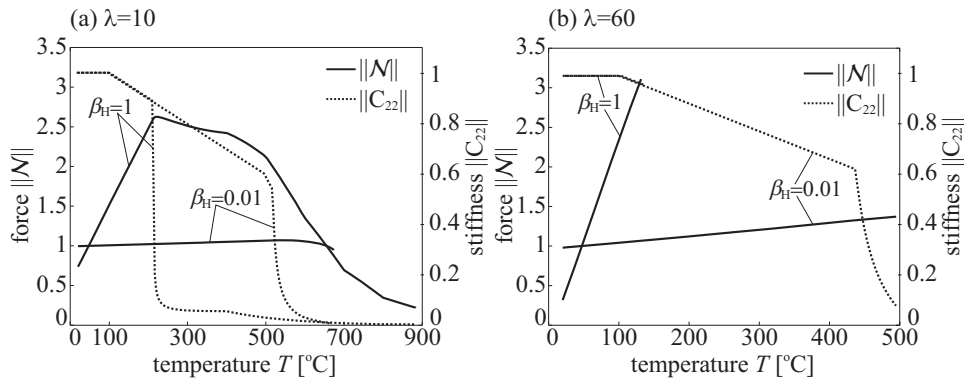 (a) λ=10
3.5
3
2.5
2
1.5
1
0.5
0
force ||N||
1
0.8
0.6
0.4
0.2
0
stiffness ||C₂₂||
||N||
||C₂₂||
β_H=1
β_H=0.01
100 300 500 700 900
temperature T [°C]
(b) λ=60
3.5
3
2.5
2
1.5
1
0.5
0
force ||N||
1
0.8
0.6
0.4
0.2
0
stiffness ||C₂₂||
||N||
||C₂₂||
β_H=1
β_H=0.01
0 100 200 300 400 500
temperature T [°C]